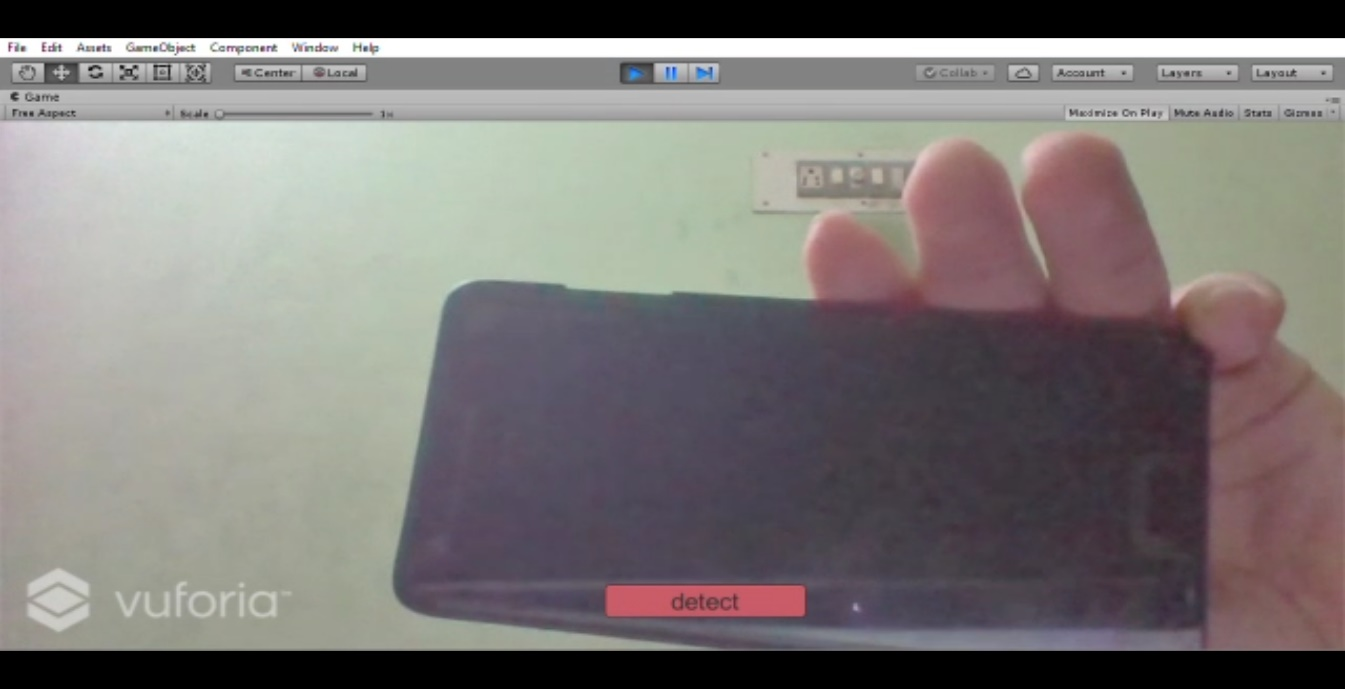 File Edit Assets GameObject Component Window Help
Center Local Collab Account Layers Layout
Game
Free Aspect Scale 1x Maximize On Play Mute Audio Stats Gizmos
detect
vuforia™